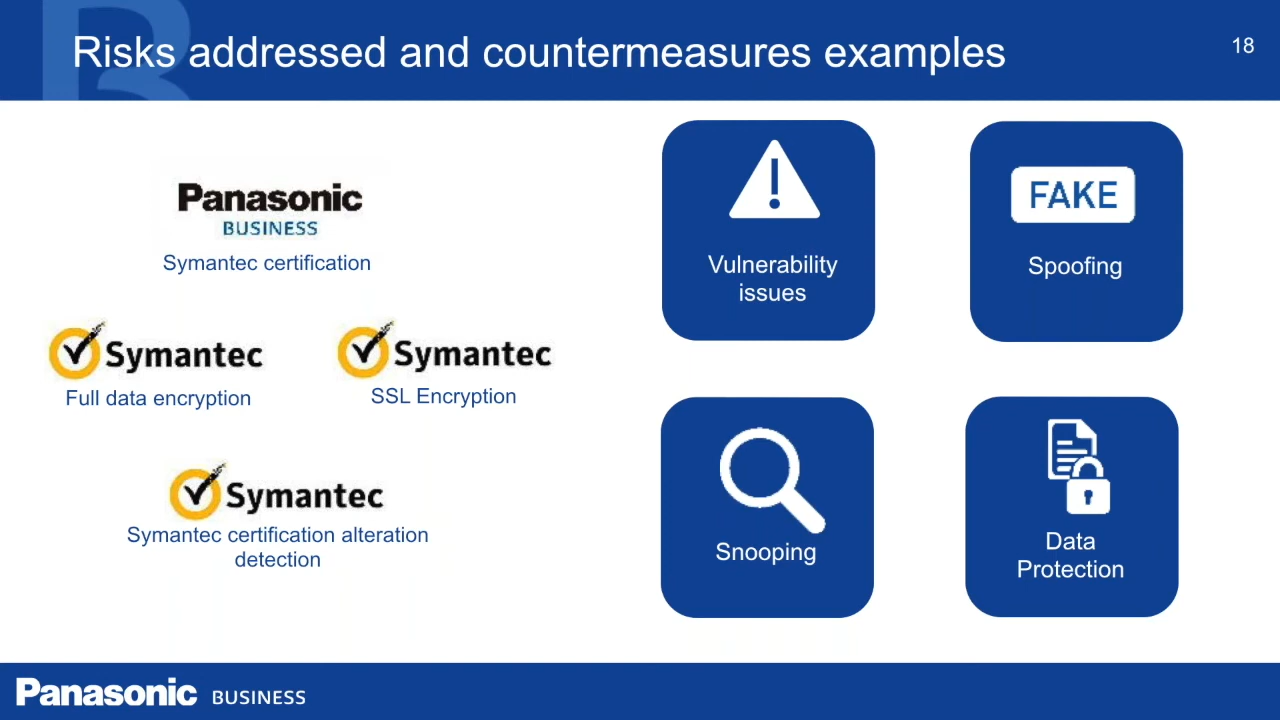 Risks addressed and countermeasures examples
18
Panasonic
BUSINESS
Symantec certification
Symantec
Full data encryption
Symantec
SSL Encryption
Symantec
Symantec certification alteration
detection
Vulnerability
issues
FAKE
Spoofing
Snooping
Data
Protection
Panasonic BUSINESS